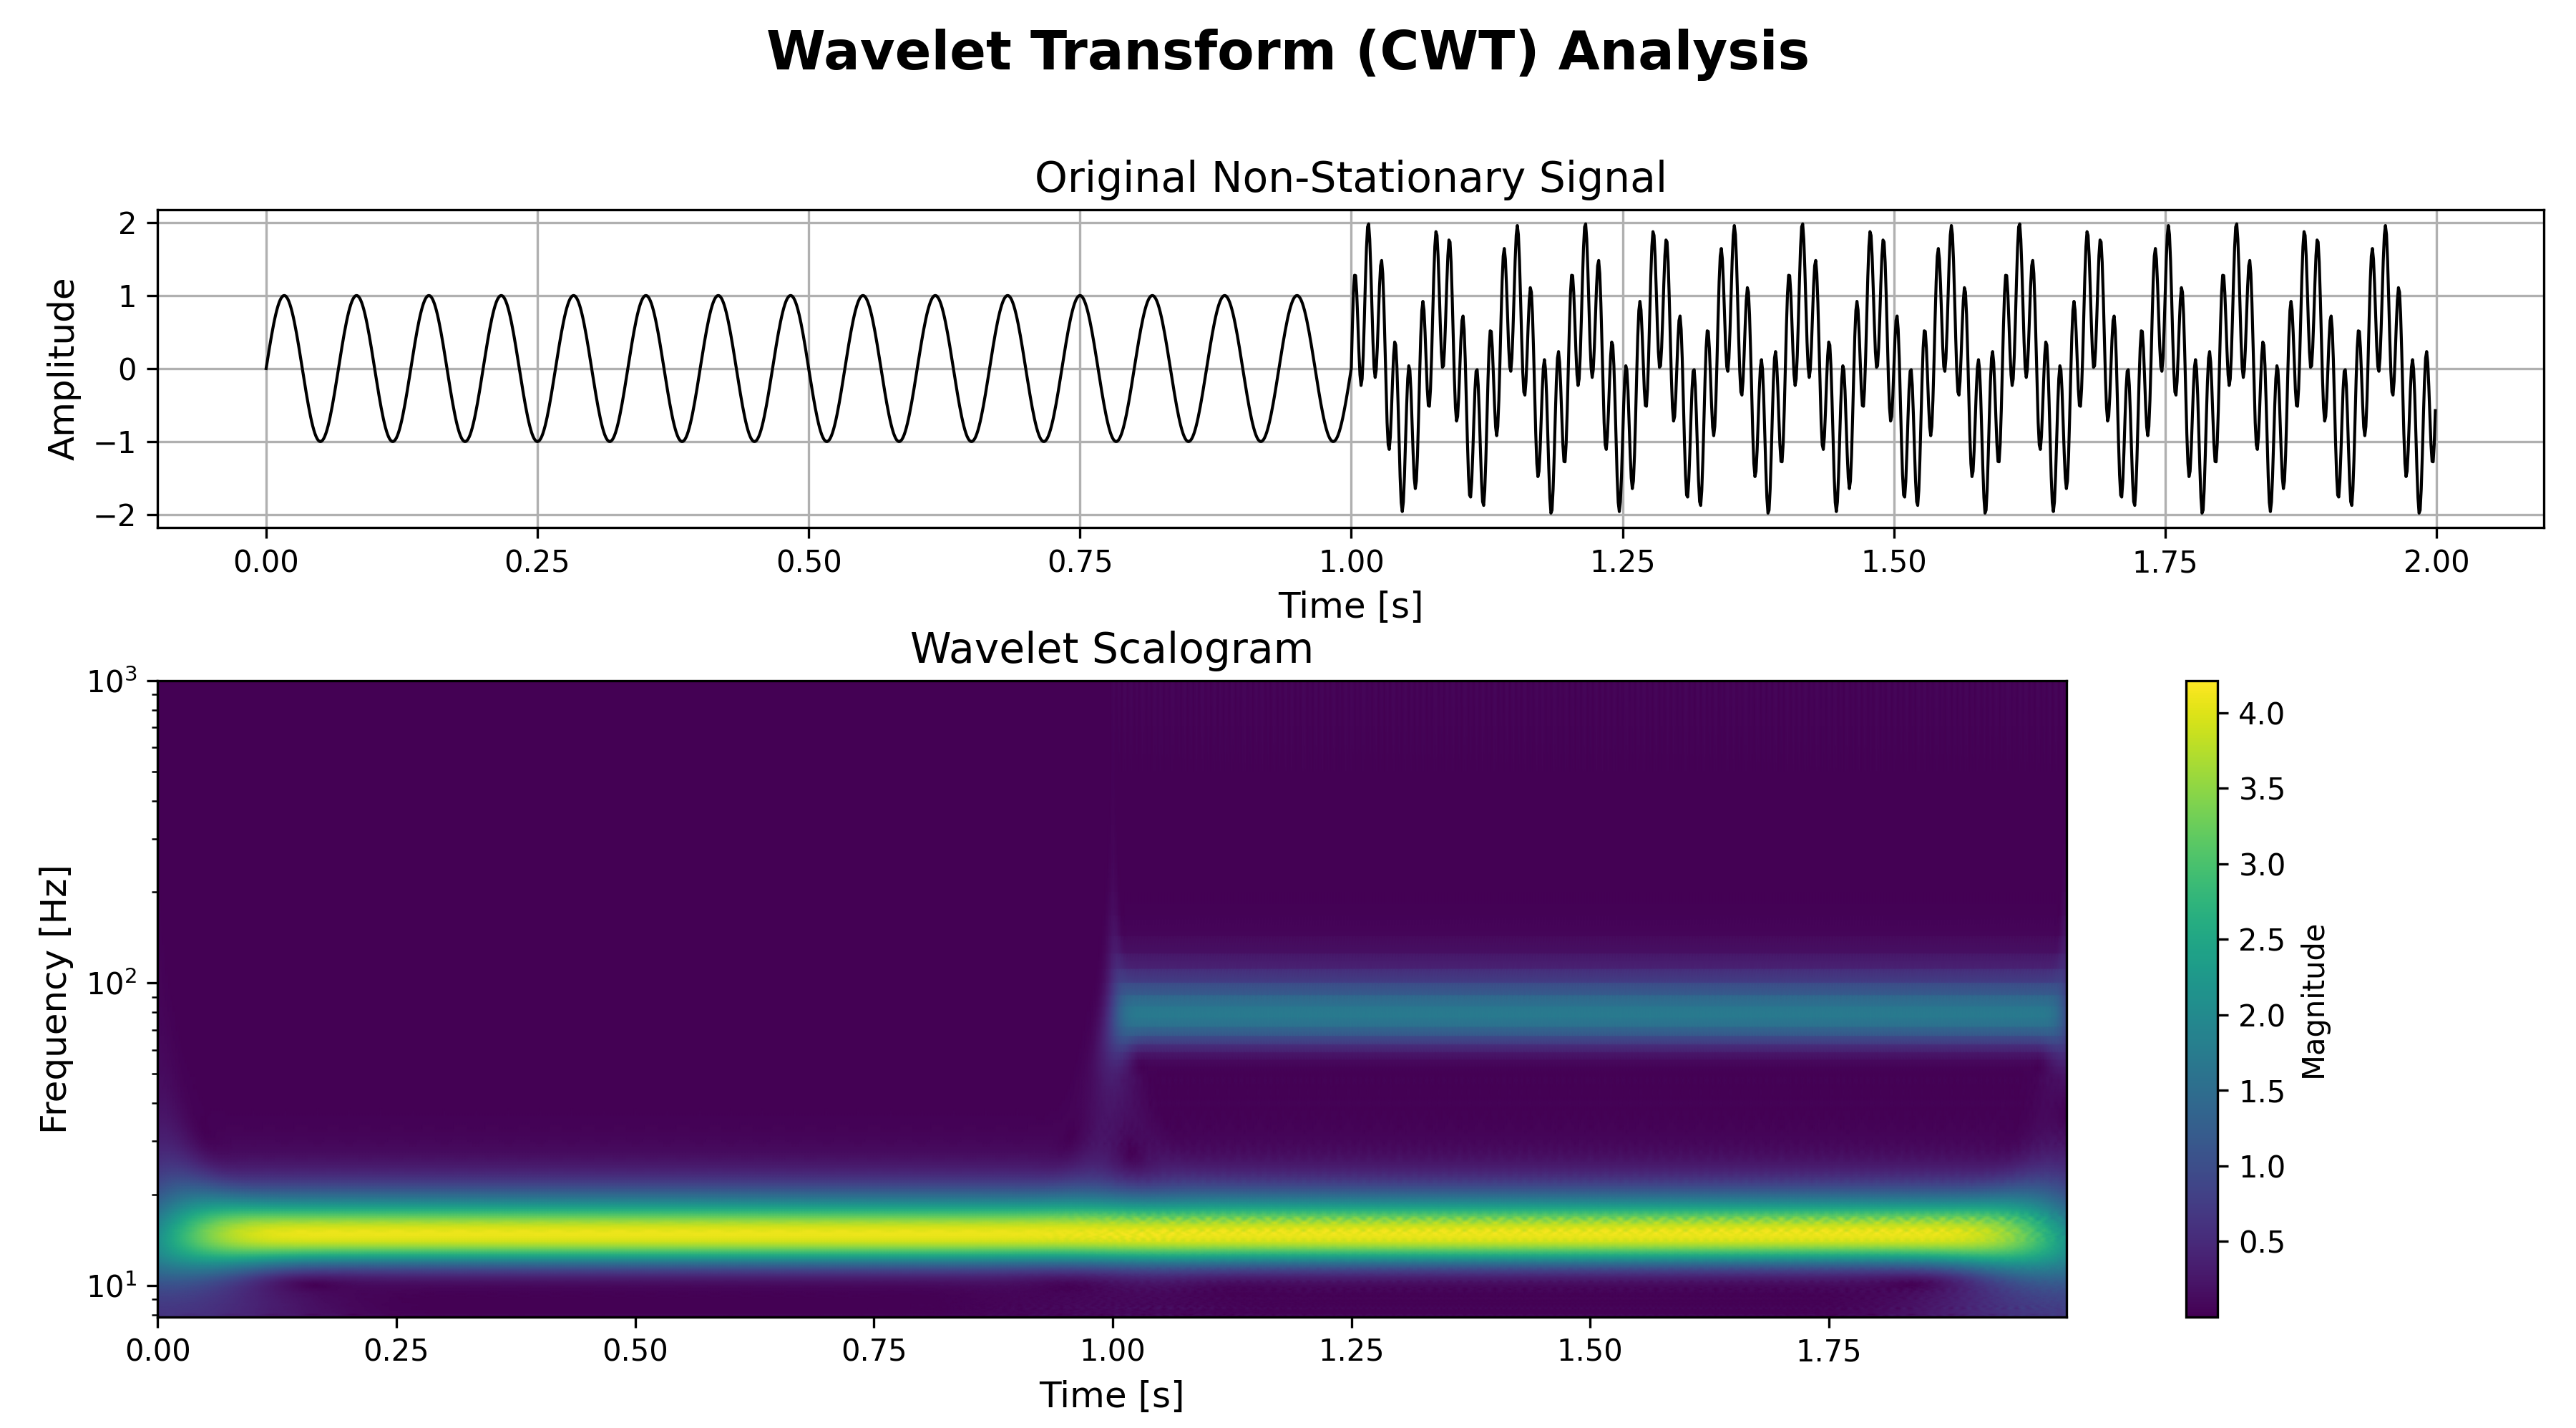 Wavelet Transform (CWT) Analysis
Original Non-Stationary Signal
Amplitude
2
1
0
−1
−2
0.00 0.25 0.50 0.75 1.00 1.25 1.50 1.75 2.00
Time [s]
Wavelet Scalogram
Frequency [Hz]
10³
10²
10¹
0.00 0.25 0.50 0.75 1.00 1.25 1.50 1.75
Time [s]
4.0
3.5
3.0
2.5
2.0
1.5
1.0
0.5
Magnitude